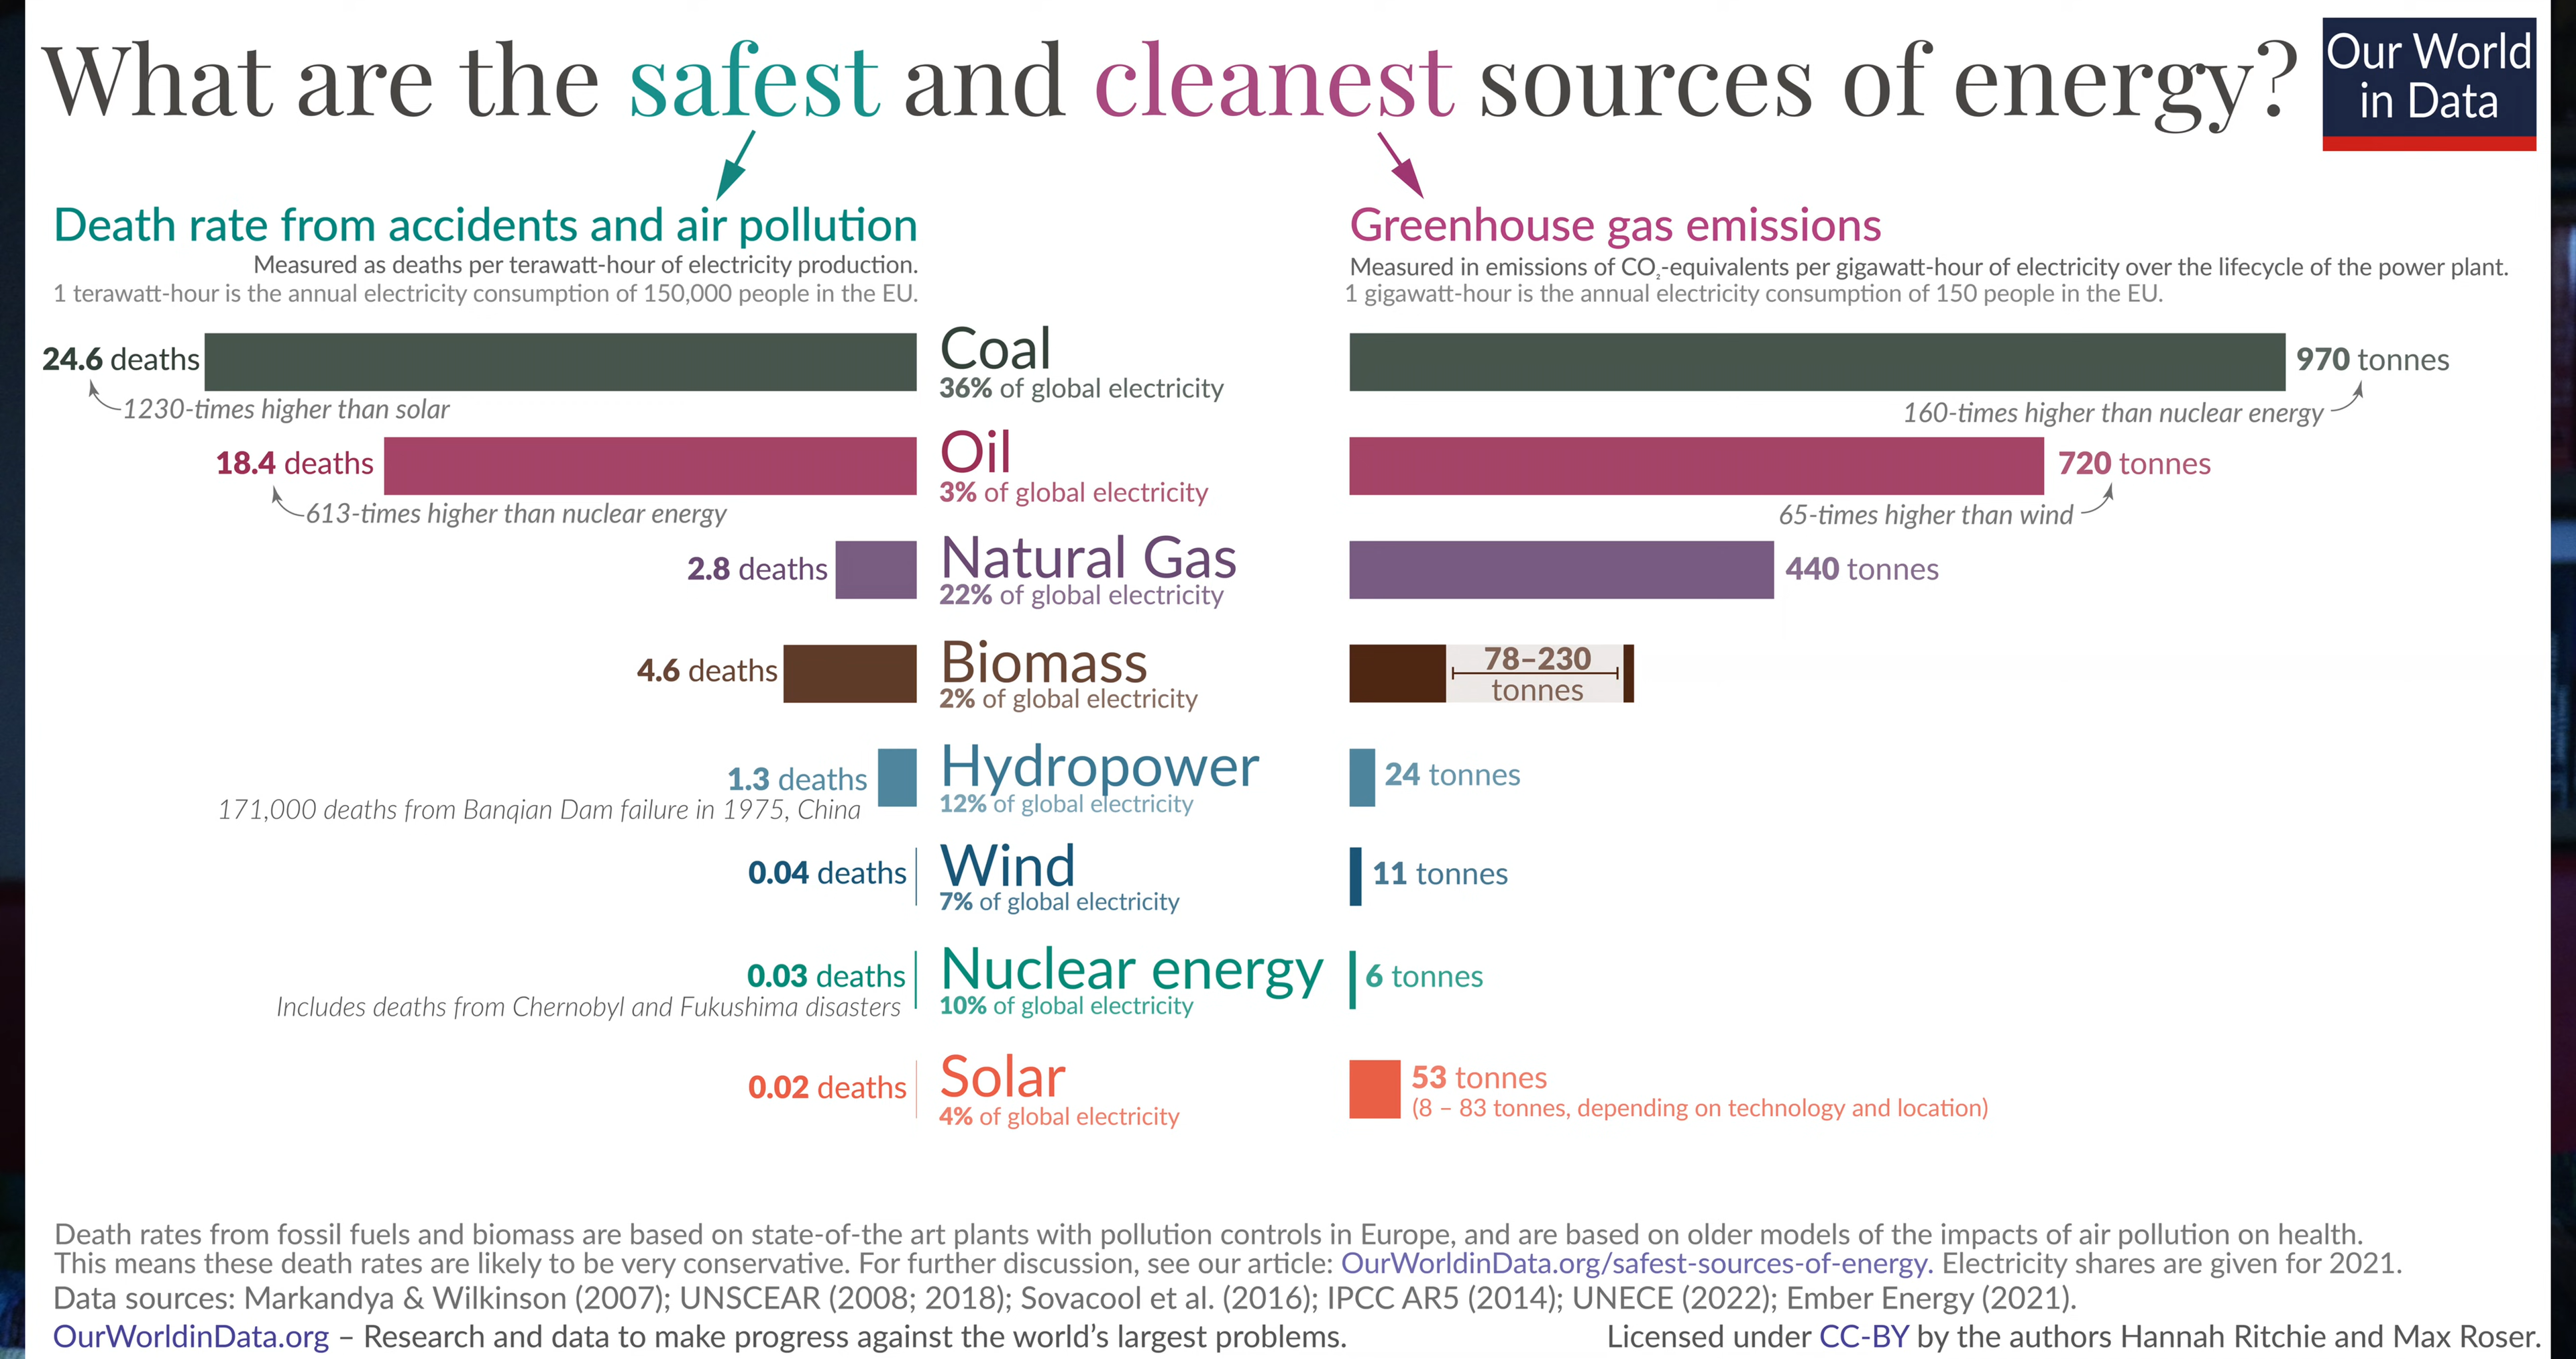 What are the safest and cleanest sources of energy?
Our World
in Data
Death rate from accidents and air pollution
Measured as deaths per terawatt-hour of electricity production.
1 terawatt-hour is the annual electricity consumption of 150,000 people in the EU.
Greenhouse gas emissions
Measured in emissions of CO₂-equivalents per gigawatt-hour of electricity over the lifecycle of the power plant.
1 gigawatt-hour is the annual electricity consumption of 150 people in the EU.
24.6 deaths
1230-times higher than solar
Coal
36% of global electricity
970 tonnes
160-times higher than nuclear energy
18.4 deaths
613-times higher than nuclear energy
Oil
3% of global electricity
720 tonnes
65-times higher than wind
2.8 deaths
Natural Gas
22% of global electricity
440 tonnes
4.6 deaths
Biomass
2% of global electricity
78–230
tonnes
1.3 deaths
171,000 deaths from Banqian Dam failure in 1975, China
Hydropower
12% of global electricity
24 tonnes
0.04 deaths
Wind
7% of global electricity
11 tonnes
0.03 deaths
Includes deaths from Chernobyl and Fukushima disasters
Nuclear energy
10% of global electricity
6 tonnes
0.02 deaths
Solar
4% of global electricity
53 tonnes
(8 – 83 tonnes, depending on technology and location)
Death rates from fossil fuels and biomass are based on state-of-the art plants with pollution controls in Europe, and are based on older models of the impacts of air pollution on health.
This means these death rates are likely to be very conservative. For further discussion, see our article: OurWorldinData.org/safest-sources-of-energy. Electricity shares are given for 2021.
Data sources: Markandya & Wilkinson (2007); UNSCEAR (2008; 2018); Sovacool et al. (2016); IPCC AR5 (2014); UNECE (2022); Ember Energy (2021).
OurWorldinData.org – Research and data to make progress against the world's largest problems.
Licensed under CC-BY by the authors Hannah Ritchie and Max Roser.